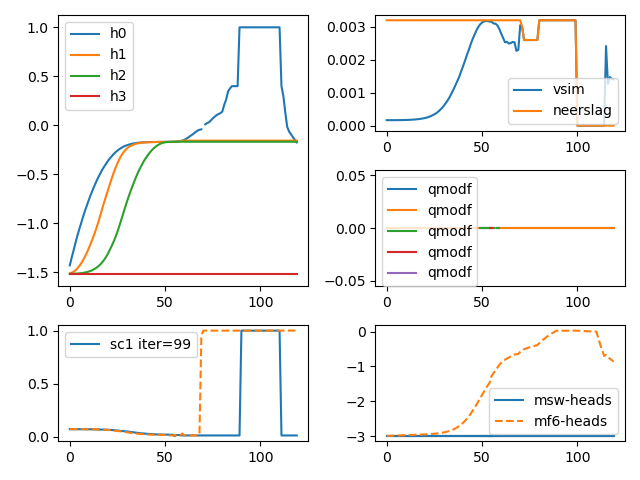 1.0
0.5
0.0
−0.5
−1.0
−1.5
0
50
100
h0
h1
h2
h3
0.003
0.002
0.001
0.000
0
50
100
vsim
neerslag
0.05
0.00
−0.05
0
50
100
qmodf
qmodf
qmodf
qmodf
qmodf
1.0
0.5
0.0
0
50
100
sc1 iter=99
0
−1
−2
−3
0
50
100
msw-heads
mf6-heads